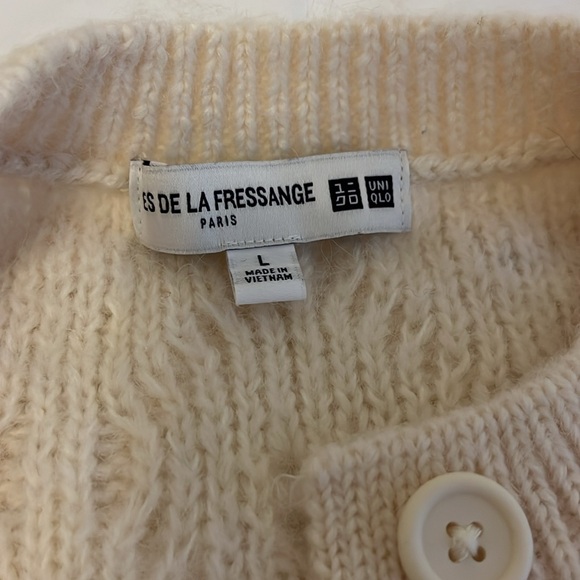 ES DE LA FRESSANGE
PARIS
ユニ
クロ
UNI
QLO
L
MADE IN
VIETNAM